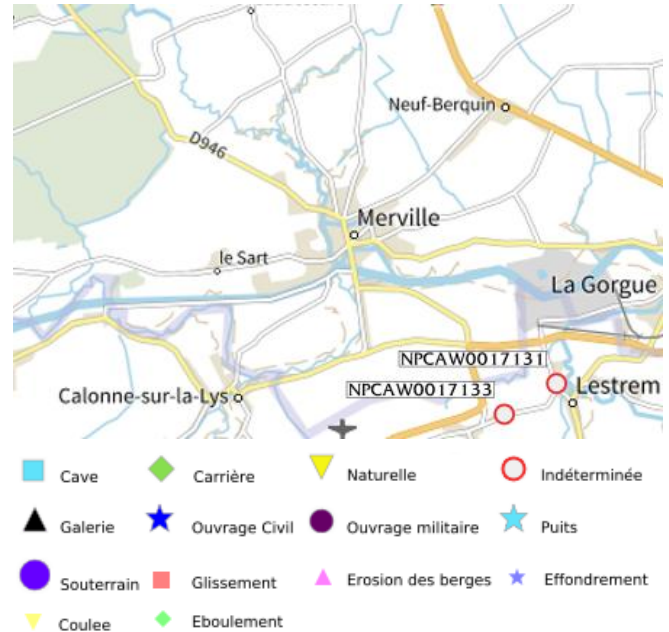 Neuf-Berquin
D946
Merville
le Sart
La Gorgue
NPCAW0017131
NPCAW0017133
Lestrem
Calonne-sur-la-Lys
Cave Carrière Naturelle Indéterminée
Galerie Ouvrage Civil Ouvrage militaire Puits
Souterrain Glissement Erosion des berges Effondrement
Coulee Eboulement